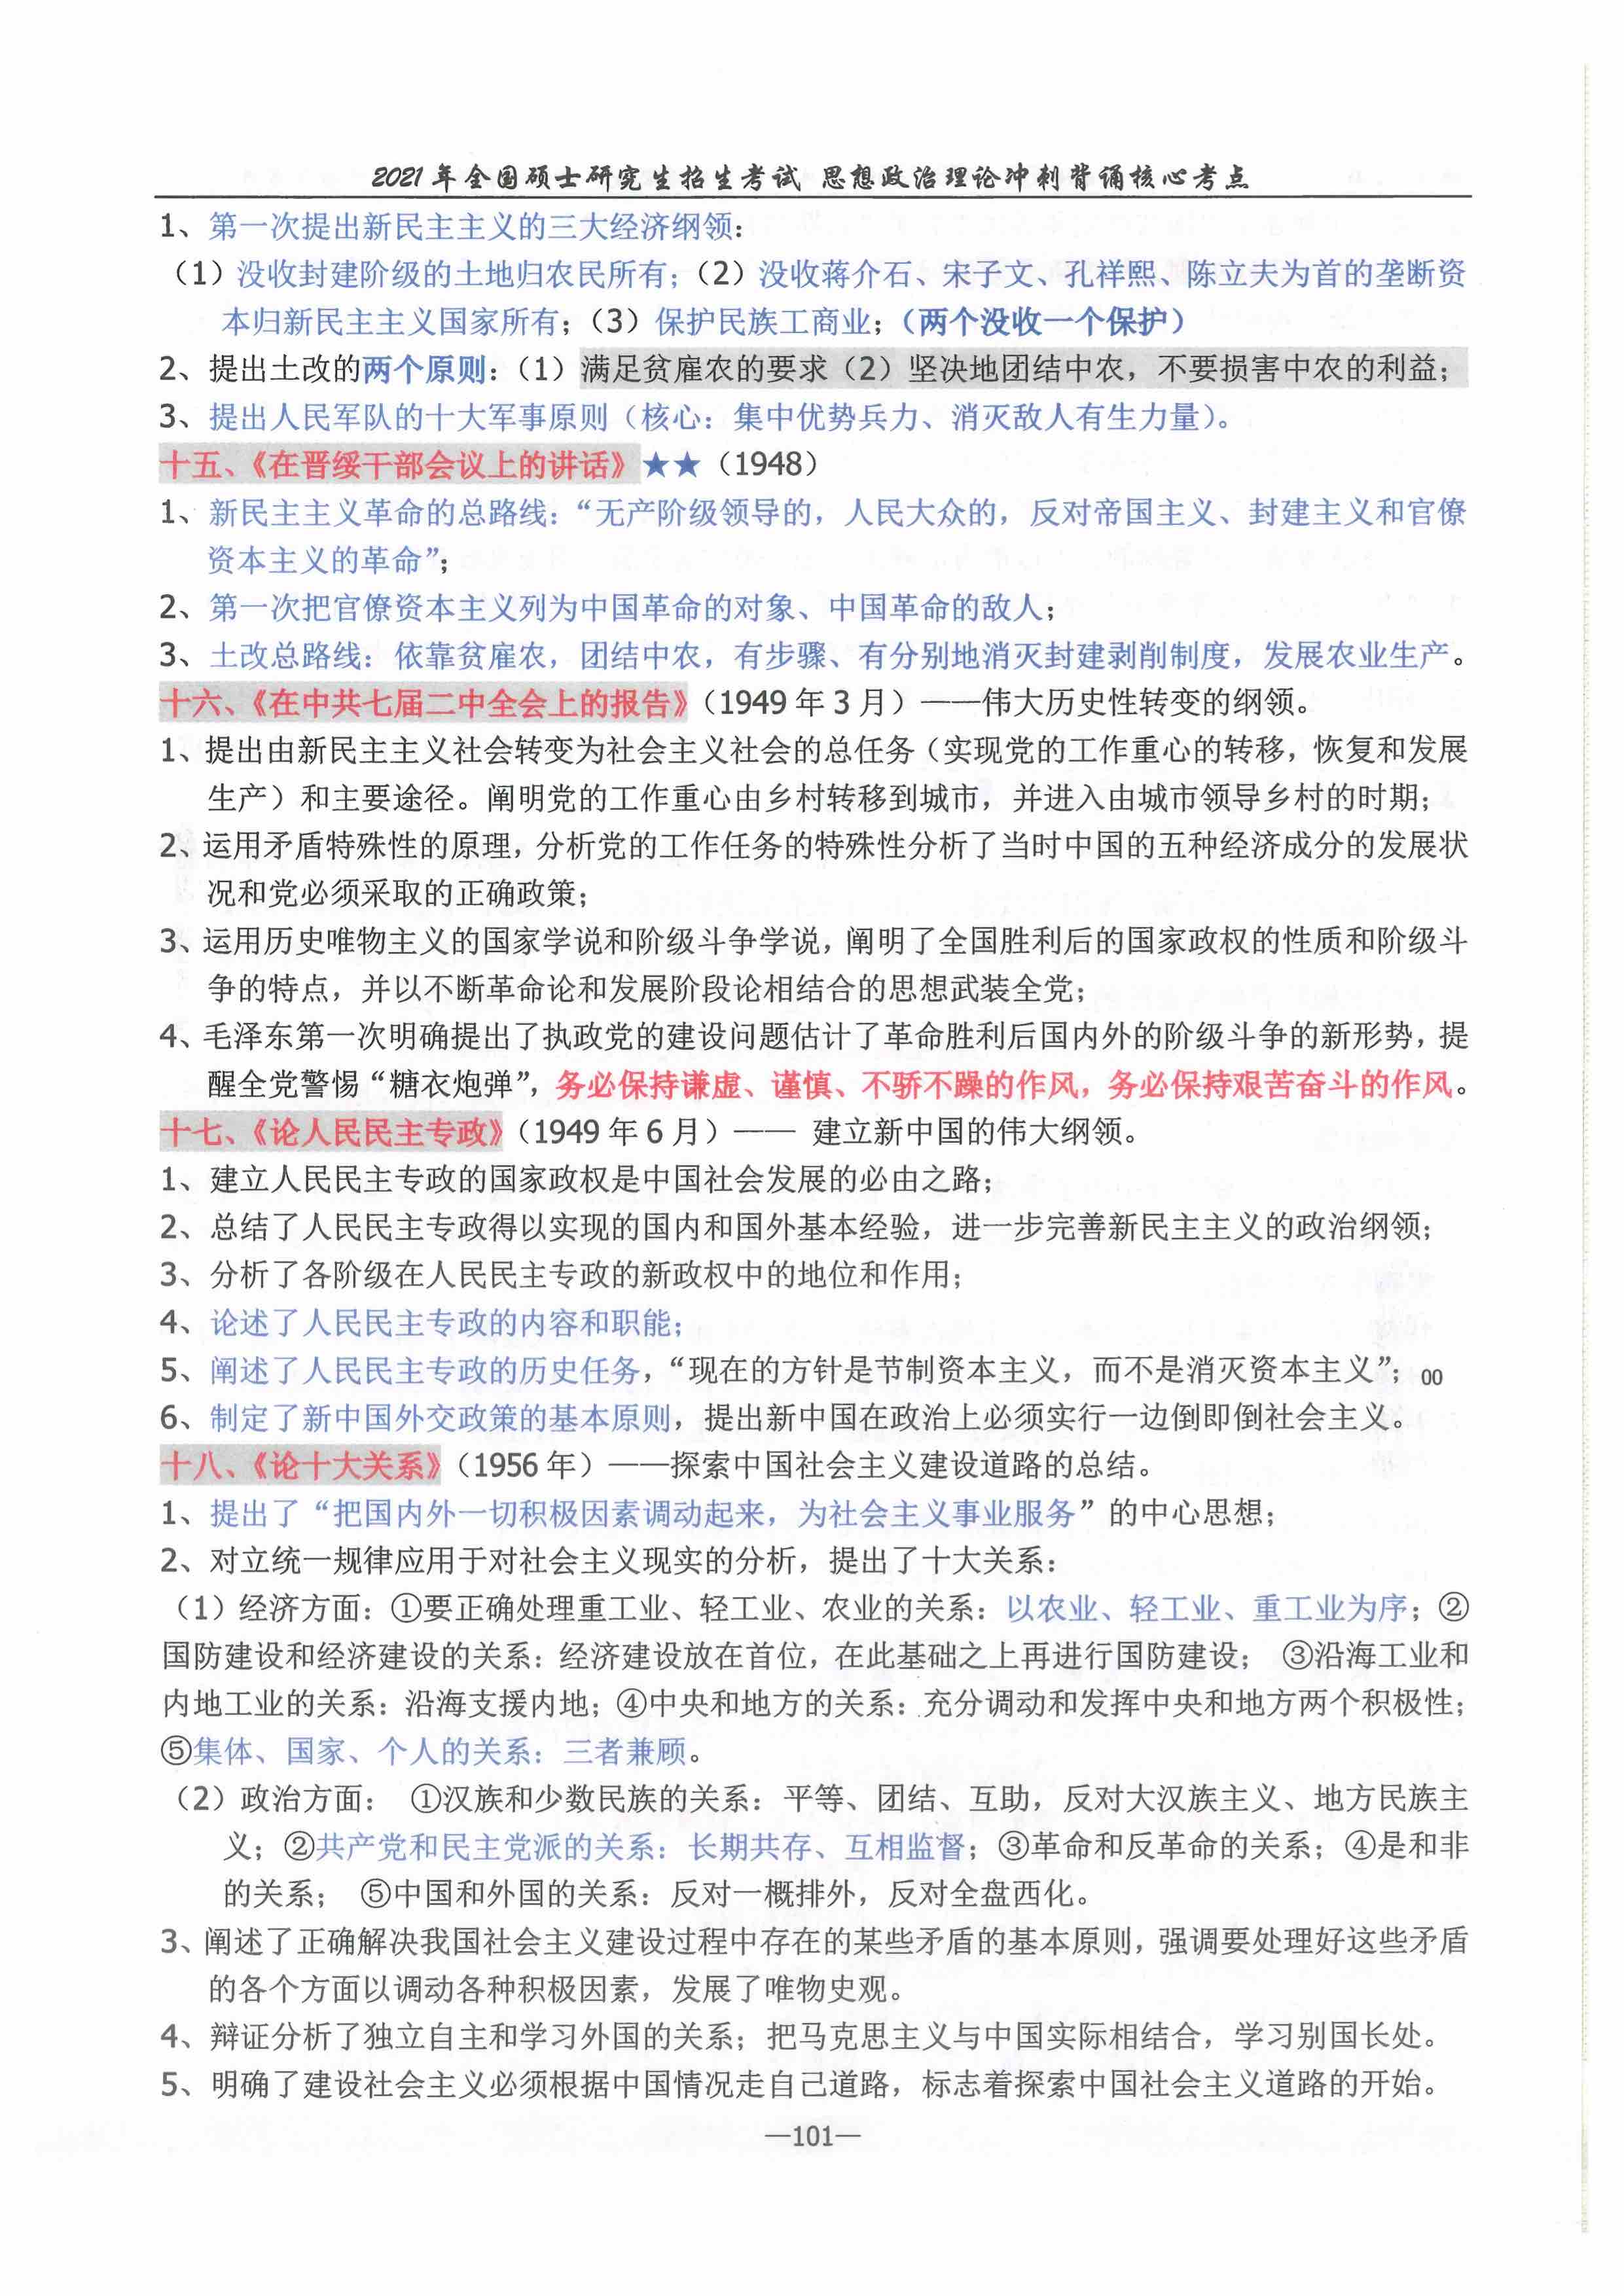 2021年全国硕士研究生招生考试 思想政治理论冲刺背诵核心考点
1、第一次提出新民主主义的三大经济纲领：
（1）没收封建阶级的土地归农民所有；（2）没收蒋介石、宋子文、孔祥熙、陈立夫为首的垄断资
本归新民主主义国家所有；（3）保护民族工商业；（两个没收一个保护）
2、提出土改的两个原则：（1）满足贫雇农的要求（2）坚决地团结中农，不要损害中农的利益；
3、提出人民军队的十大军事原则（核心：集中优势兵力、消灭敌人有生力量）。
十五、《在晋绥干部会议上的讲话》★★（1948）
1、新民主主义革命的总路线：“无产阶级领导的，人民大众的，反对帝国主义、封建主义和官僚
资本主义的革命”；
2、第一次把官僚资本主义列为中国革命的对象、中国革命的敌人；
3、土改总路线：依靠贫雇农，团结中农，有步骤、有分别地消灭封建剥削制度，发展农业生产。
十六、《在中共七届二中全会上的报告》（1949年3月）——伟大历史性转变的纲领。
1、提出由新民主主义社会转变为社会主义社会的总任务（实现党的工作重心的转移，恢复和发展
生产）和主要途径。阐明党的工作重心由乡村转移到城市，并进入由城市领导乡村的时期；
2、运用矛盾特殊性的原理，分析党的工作任务的特殊性分析了当时中国的五种经济成分的发展状
况和党必须采取的正确政策；
3、运用历史唯物主义的国家学说和阶级斗争学说，阐明了全国胜利后的国家政权的性质和阶级斗
争的特点，并以不断革命论和发展阶段论相结合的思想武装全党；
4、毛泽东第一次明确提出了执政党的建设问题估计了革命胜利后国内外的阶级斗争的新形势，提
醒全党警惕“糖衣炮弹”，务必保持谦虚、谨慎、不骄不躁的作风，务必保持艰苦奋斗的作风。
十七、《论人民民主专政》（1949年6月）—— 建立新中国的伟大纲领。
1、建立人民民主专政的国家政权是中国社会发展的必由之路；
2、总结了人民民主专政得以实现的国内和国外基本经验，进一步完善新民主主义的政治纲领；
3、分析了各阶级在人民民主专政的新政权中的地位和作用；
4、论述了人民民主专政的内容和职能；
5、阐述了人民民主专政的历史任务，“现在的方针是节制资本主义，而不是消灭资本主义”；00
6、制定了新中国外交政策的基本原则，提出新中国在政治上必须实行一边倒即倒社会主义。
十八、《论十大关系》（1956年）——探索中国社会主义建设道路的总结。
1、提出了“把国内外一切积极因素调动起来，为社会主义事业服务”的中心思想；
2、对立统一规律应用于对社会主义现实的分析，提出了十大关系：
（1）经济方面：①要正确处理重工业、轻工业、农业的关系：以农业、轻工业、重工业为序；②
国防建设和经济建设的关系：经济建设放在首位，在此基础之上再进行国防建设； ③沿海工业和
内地工业的关系：沿海支援内地；④中央和地方的关系：充分调动和发挥中央和地方两个积极性；
⑤集体、国家、个人的关系：三者兼顾。
（2）政治方面： ①汉族和少数民族的关系：平等、团结、互助，反对大汉族主义、地方民族主
义；②共产党和民主党派的关系：长期共存、互相监督；③革命和反革命的关系；④是和非
的关系； ⑤中国和外国的关系：反对一概排外，反对全盘西化。
3、阐述了正确解决我国社会主义建设过程中存在的某些矛盾的基本原则，强调要处理好这些矛盾
的各个方面以调动各种积极因素，发展了唯物史观。
4、辩证分析了独立自主和学习外国的关系；把马克思主义与中国实际相结合，学习别国长处。
5、明确了建设社会主义必须根据中国情况走自己道路，标志着探索中国社会主义道路的开始。
—101—